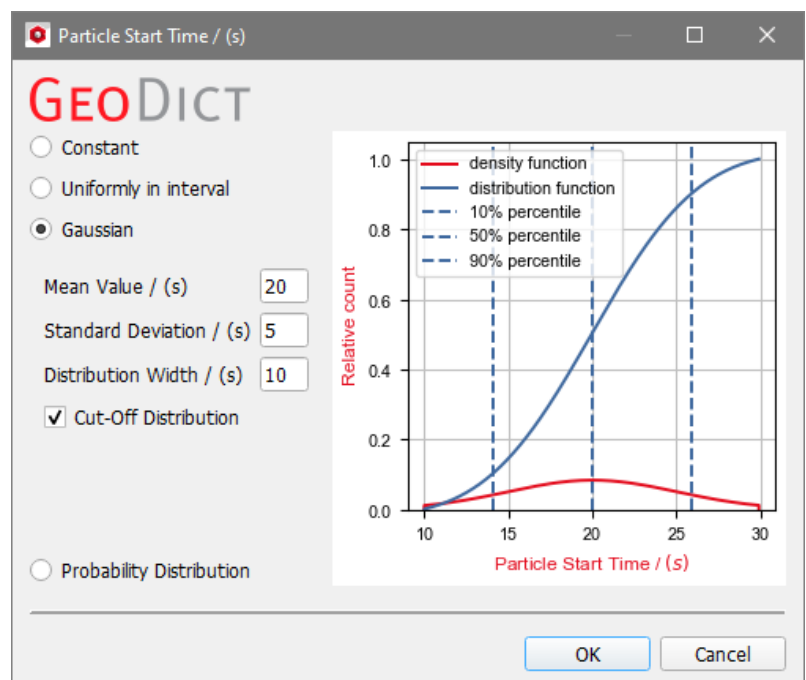 Particle Start Time / (s)
GEODICT
Constant
Uniformly in interval
Gaussian
Mean Value / (s) 20
Standard Deviation / (s) 5
Distribution Width / (s) 10
Cut-Off Distribution
Probability Distribution
density function
distribution function
10% percentile
50% percentile
90% percentile
Relative count
1.0
0.8
0.6
0.4
0.2
0.0
10 15 20 25 30
Particle Start Time / (s)
OK Cancel